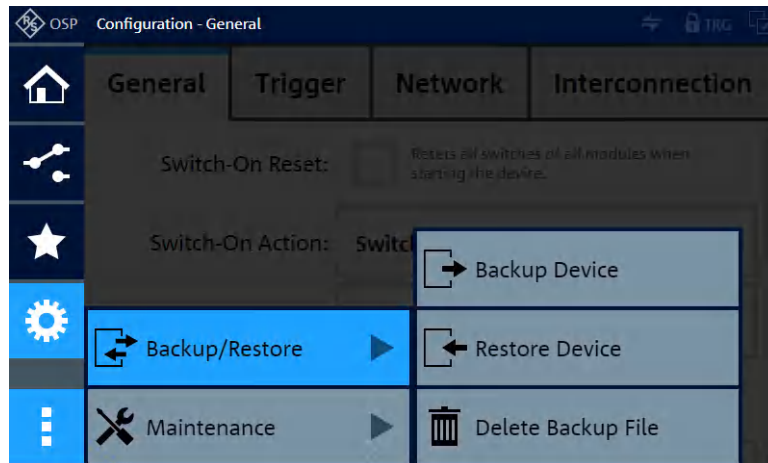 R&S OSP Configuration - General TRG
General Trigger Network Interconnection
Switch-On Reset: Resets all switches of all modules when
starting the device.
Switch-On Action: Switc
Backup Device
Backup/Restore Restore Device
Maintenance Delete Backup File